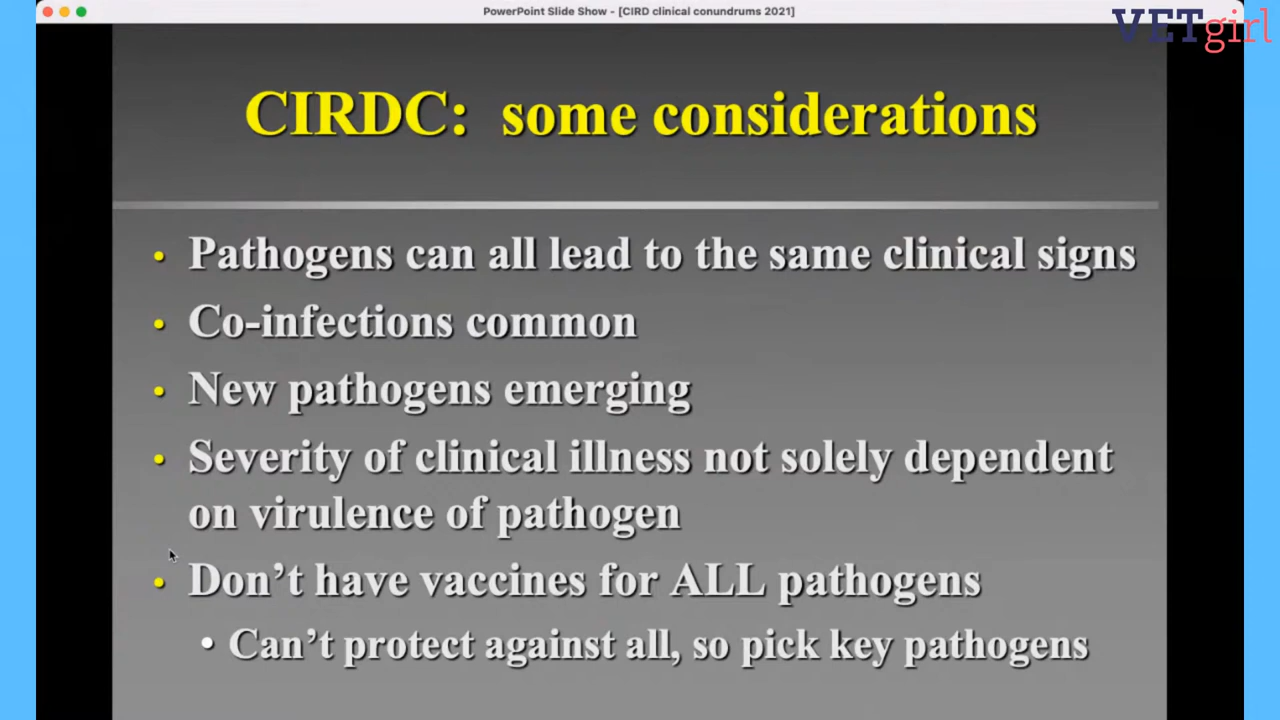 PowerPoint Slide Show - [CIRD clinical conundrums 2021]
VETgirl
CIRDC: some considerations
• Pathogens can all lead to the same clinical signs
• Co-infections common
• New pathogens emerging
• Severity of clinical illness not solely dependent
on virulence of pathogen
• Don’t have vaccines for ALL pathogens
• Can’t protect against all, so pick key pathogens